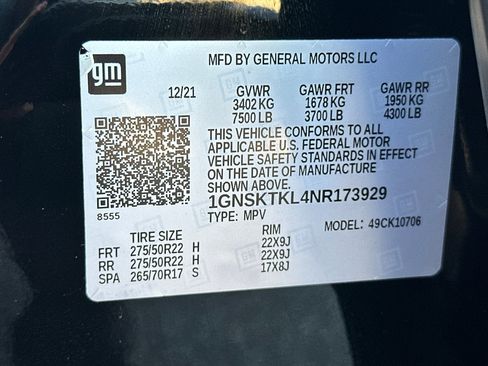 gm
MFD BY GENERAL MOTORS LLC
12/21 GVWR GAWR FRT GAWR RR
3402 KG 1678 KG 1950 KG
7500 LB 3700 LB 4300 LB
THIS VEHICLE CONFORMS TO ALL
APPLICABLE U.S. FEDERAL MOTOR
VEHICLE SAFETY STANDARDS IN EFFECT
ON THE DATE OF MANUFACTURE
8555
1GNSKTKL4NR173929
TYPE: MPV MODEL: 49CK10706
TIRE SIZE RIM
FRT 275/50R22 H 22X9J
RR 275/50R22 H 22X9J
SPA 265/70R17 S 17X8J